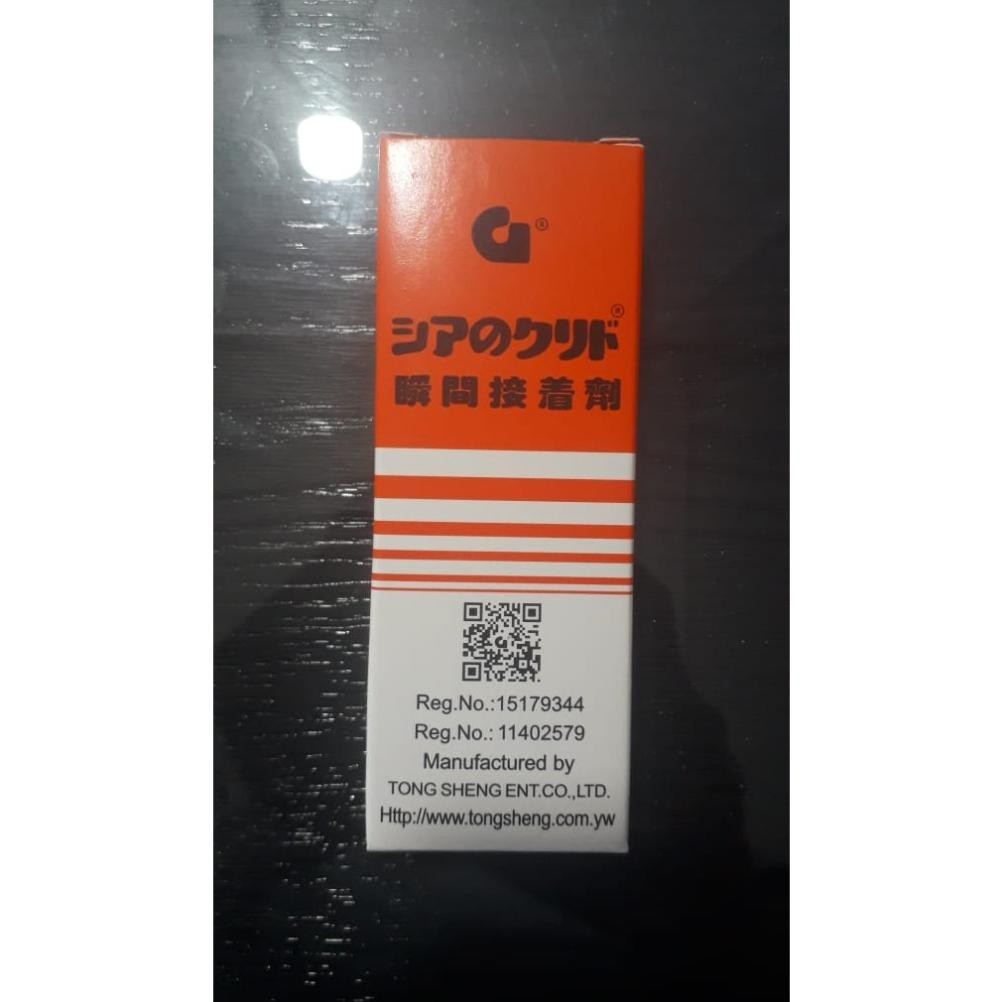 シアのクリド®
瞬間接着劑
Reg.No.:15179344
Reg.No.: 11402579
Manufactured by
TONG SHENG ENT.CO.,LTD.
Http://www.tongsheng.com.yw